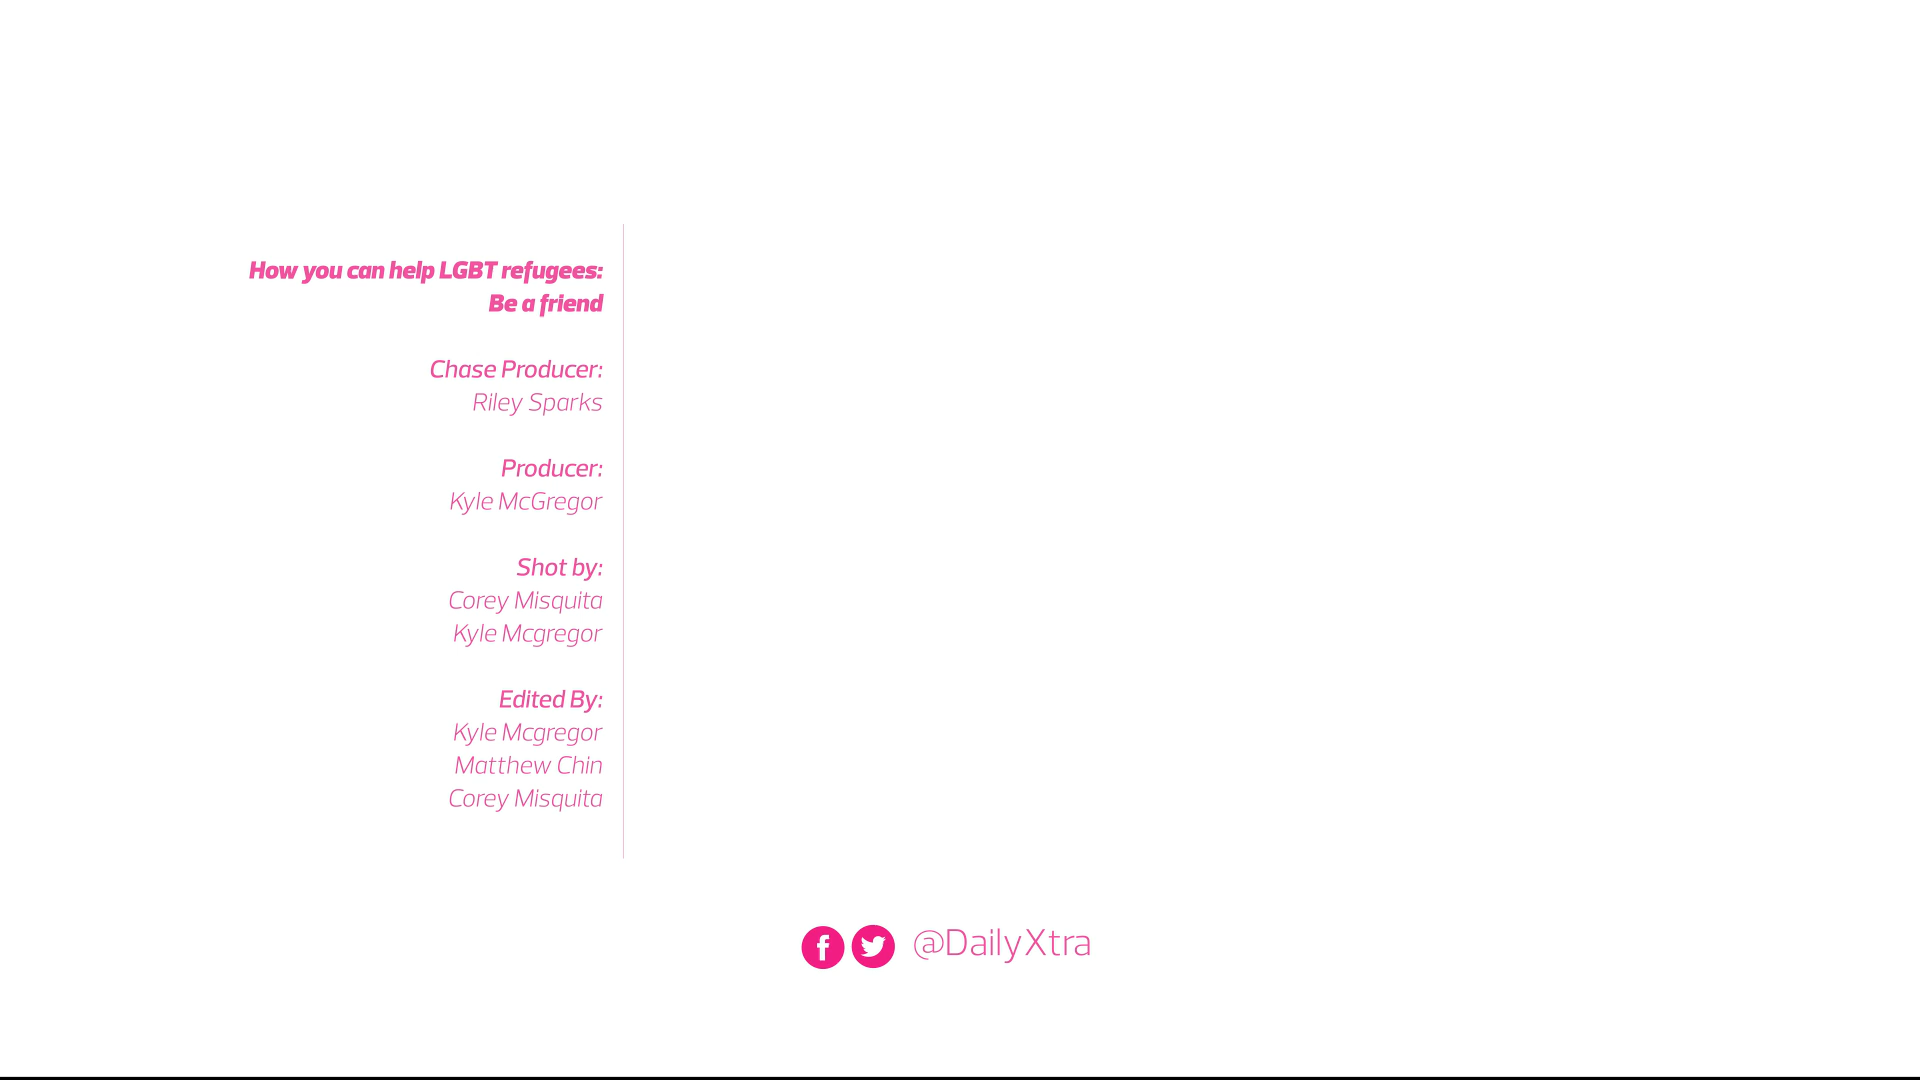 How you can help LGBT refugees:
Be a friend
Chase Producer:
Riley Sparks
Producer:
Kyle McGregor
Shot by:
Corey Misquita
Kyle Mcgregor
Edited By:
Kyle Mcgregor
Matthew Chin
Corey Misquita
@DailyXtra